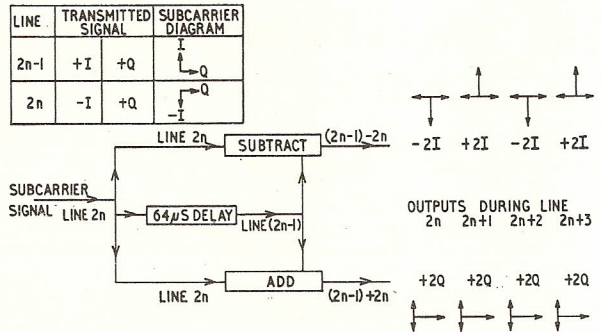 LINE TRANSMITTED SIGNAL SUBCARRIER DIAGRAM
2n-1 +I +Q I Q
2n -I +Q Q -I
LINE 2n SUBTRACT (2n-1)-2n
-2I +2I -2I +2I
SUBCARRIER SIGNAL LINE 2n 64µS DELAY LINE(2n-1)
OUTPUTS DURING LINE
2n 2n+1 2n+2 2n+3
LINE 2n ADD (2n-1)+2n
+2Q +2Q +2Q +2Q